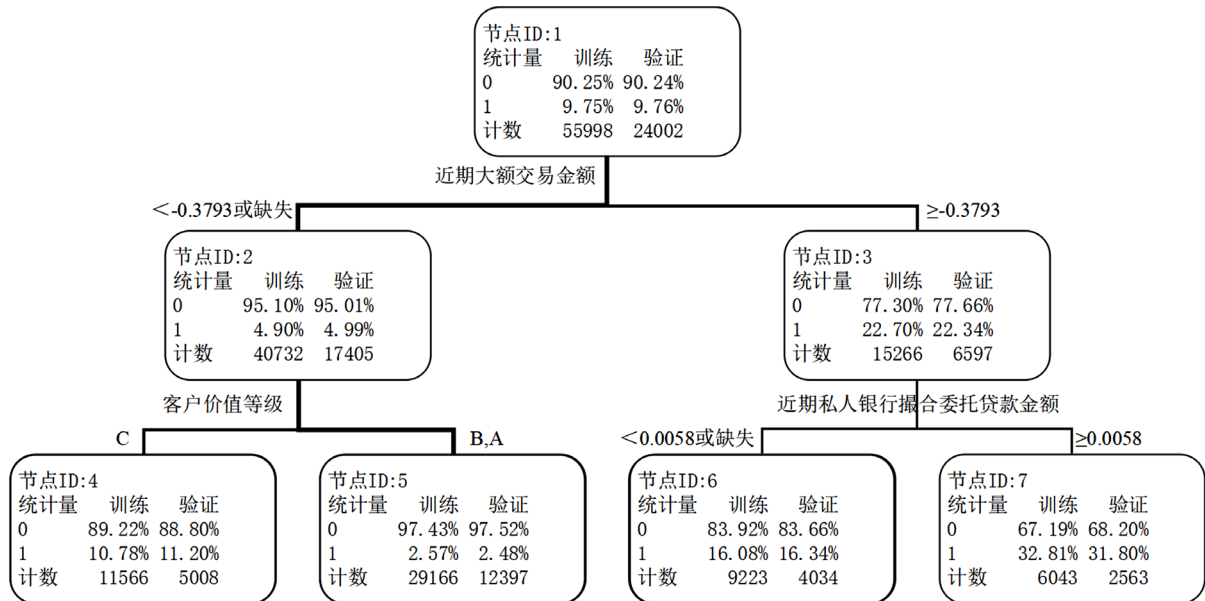 节点ID:1
统计量 训练 验证
0 90.25% 90.24%
1 9.75% 9.76%
计数 55998 24002
近期大额交易金额
<-0.3793或缺失
≥-0.3793
节点ID:2
统计量 训练 验证
0 95.10% 95.01%
1 4.90% 4.99%
计数 40732 17405
节点ID:3
统计量 训练 验证
0 77.30% 77.66%
1 22.70% 22.34%
计数 15266 6597
客户价值等级
近期私人银行撮合委托贷款金额
C
B,A
<0.0058或缺失
≥0.0058
节点ID:4
统计量 训练 验证
0 89.22% 88.80%
1 10.78% 11.20%
计数 11566 5008
节点ID:5
统计量 训练 验证
0 97.43% 97.52%
1 2.57% 2.48%
计数 29166 12397
节点ID:6
统计量 训练 验证
0 83.92% 83.66%
1 16.08% 16.34%
计数 9223 4034
节点ID:7
统计量 训练 验证
0 67.19% 68.20%
1 32.81% 31.80%
计数 6043 2563